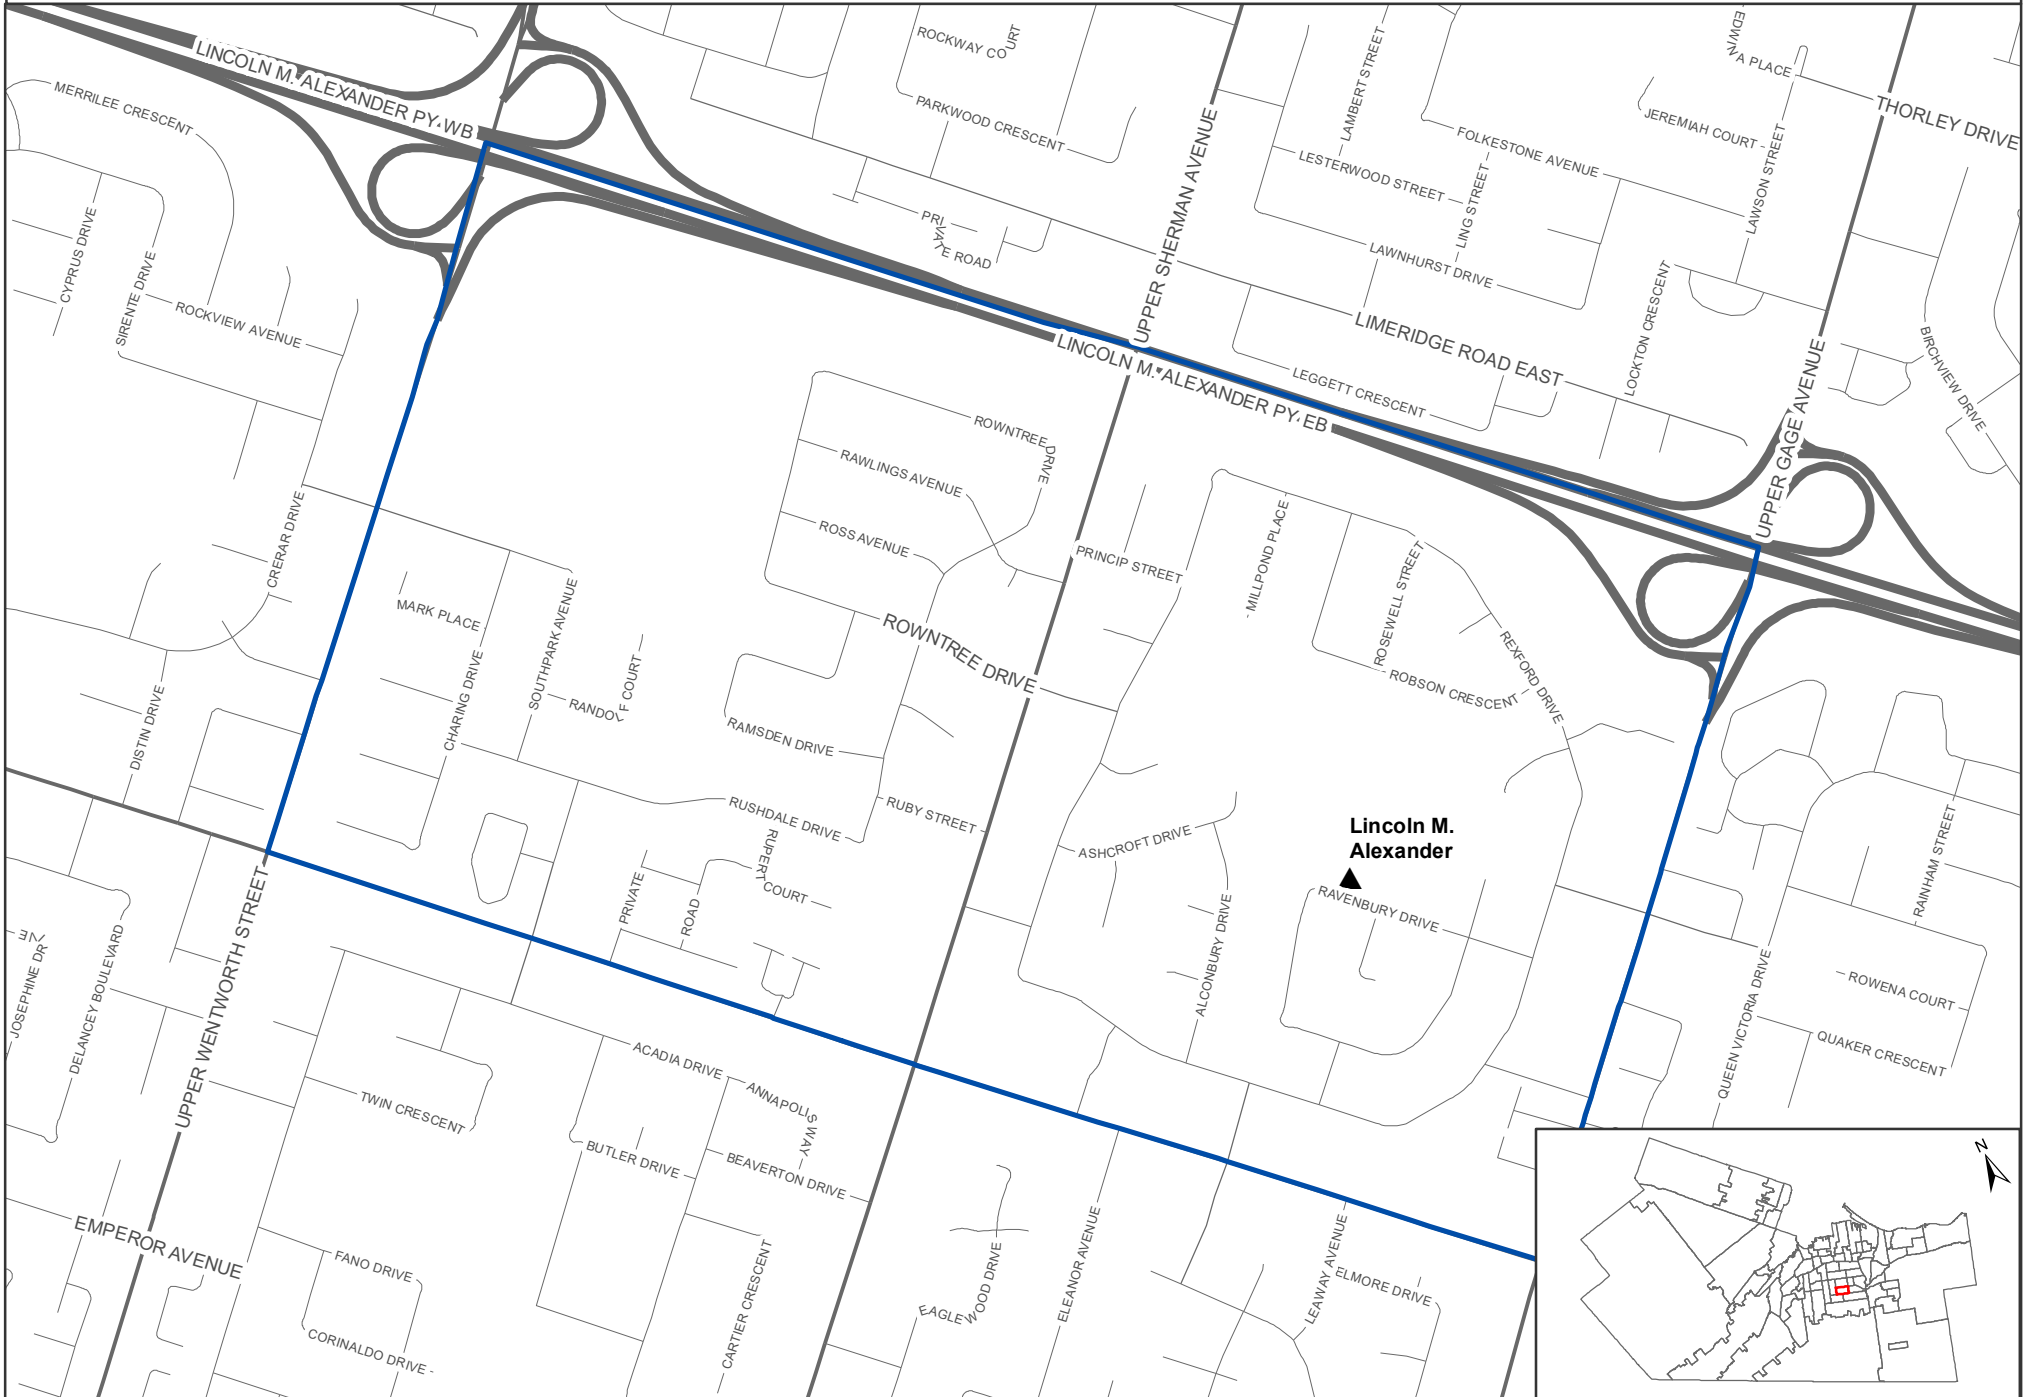 ROCKWAY COURT
LAMBERT STREET
EDWINA PLACE
LINCOLN M. ALEXANDER PY WB
MERRILEE CRESCENT
PARKWOOD CRESCENT
THORLEY DRIVE
JEREMIAH COURT
FOLKESTONE AVENUE
LESTERWOOD STREET
LING STREET
LAWSON STREET
UPPER SHERMAN AVENUE
CYPRUS DRIVE
SIRENTE DRIVE
PRIVATE ROAD
LAWNHURST DRIVE
ROCKVIEW AVENUE
LIMERIDGE ROAD EAST
LOCKTON CRESCENT
BIRCHVIEW DRIVE
LINCOLN M. ALEXANDER PY EB
LEGGETT CRESCENT
UPPER GAGE AVENUE
ROWNTREE DRIVE
RAWLINGS AVENUE
ROSS AVENUE
CRERAR DRIVE
PRINCIP STREET
MILLPOND PLACE
ROSEWELL STREET
MARK PLACE
SOUTHPARK AVENUE
ROWNTREE DRIVE
REXFORD DRIVE
ROBSON CRESCENT
CHARING DRIVE
RANDOLF COURT
DISTIN DRIVE
RAMSDEN DRIVE
RUSHDALE DRIVE
RUBY STREET
RUPERT COURT
ASHCROFT DRIVE
Lincoln M.
Alexander
RAVENBURY DRIVE
RAINHAM STREET
PRIVATE ROAD
ALCONBURY DRIVE
UPPER WENTWORTH STREET
JOSEPHINE DR
DELANCEY BOULEVARD
QUEEN VICTORIA DRIVE
ROWENA COURT
QUAKER CRESCENT
ACADIA DRIVE
ANNAPOLIS WAY
TWIN CRESCENT
BUTLER DRIVE
BEAVERTON DRIVE
EMPEROR AVENUE
FANO DRIVE
CORINALDO DRIVE
CARTIER CRESCENT
EAGLEWOOD DRIVE
ELEANOR AVENUE
LEAWAY AVENUE
ELMORE DRIVE
N